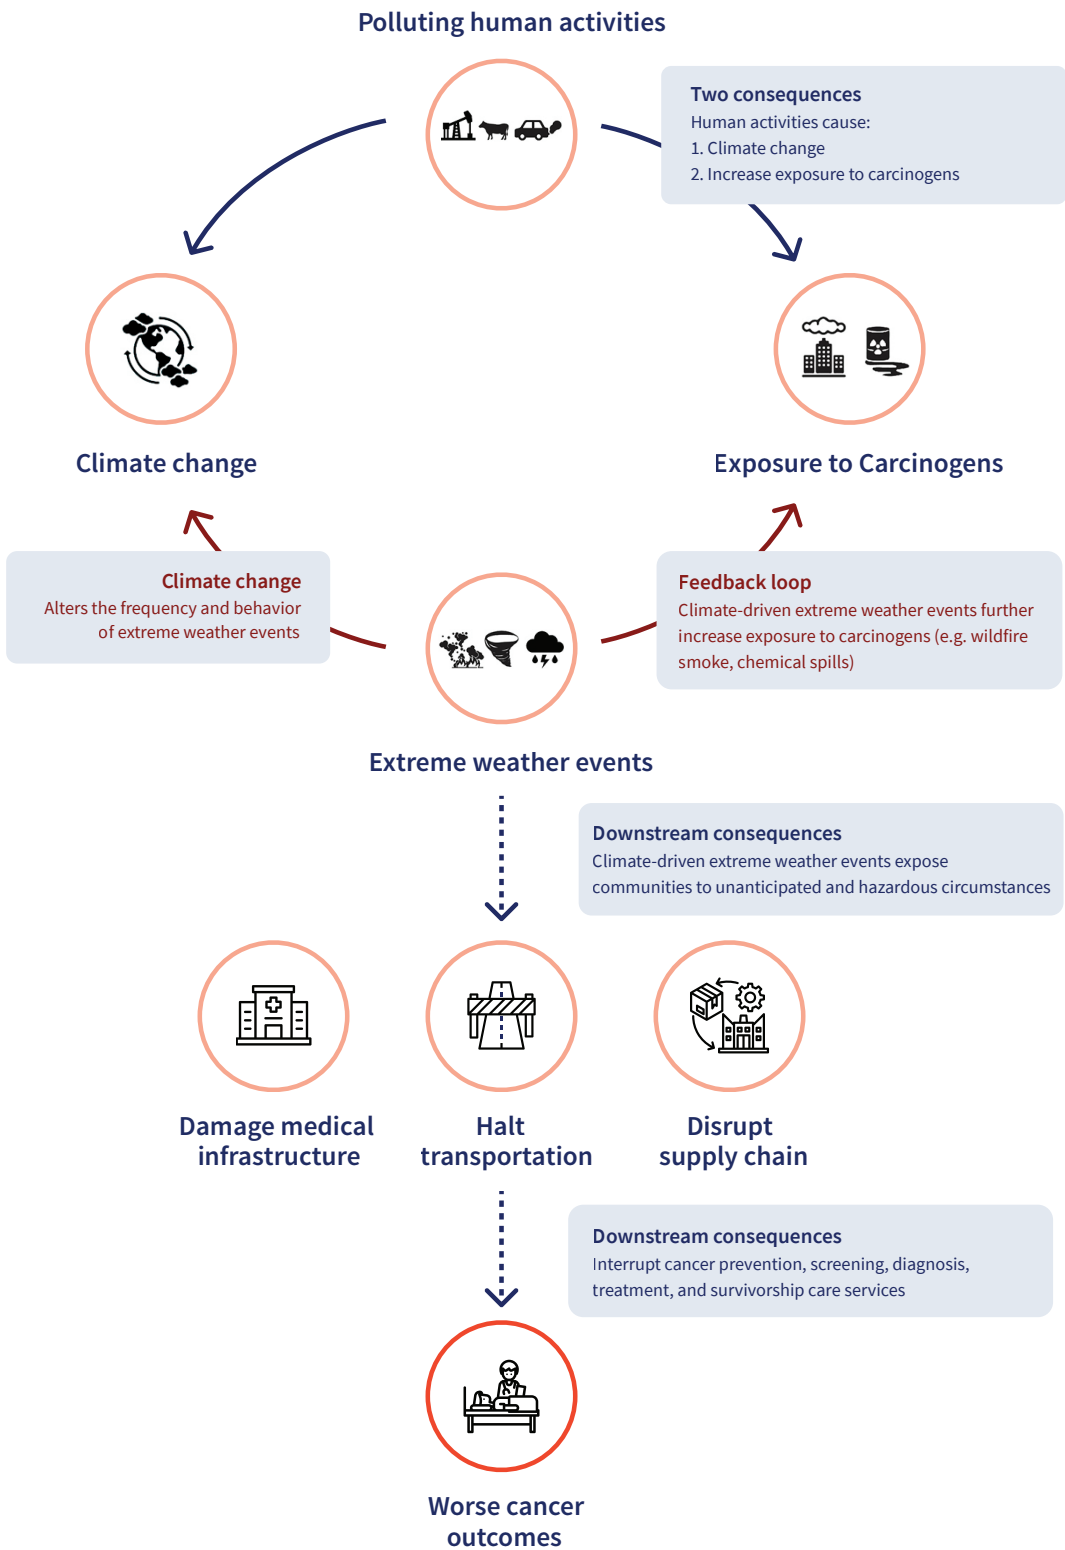 Polluting human activities
Two consequences
Human activities cause:
1. Climate change
2. Increase exposure to carcinogens
Climate change
Exposure to Carcinogens
Climate change
Alters the frequency and behavior
of extreme weather events
Feedback loop
Climate-driven extreme weather events further
increase exposure to carcinogens (e.g. wildfire
smoke, chemical spills)
Extreme weather events
Downstream consequences
Climate-driven extreme weather events expose
communities to unanticipated and hazardous circumstances
Damage medical
infrastructure
Halt
transportation
Disrupt
supply chain
Downstream consequences
Interrupt cancer prevention, screening, diagnosis,
treatment, and survivorship care services
Worse cancer
outcomes